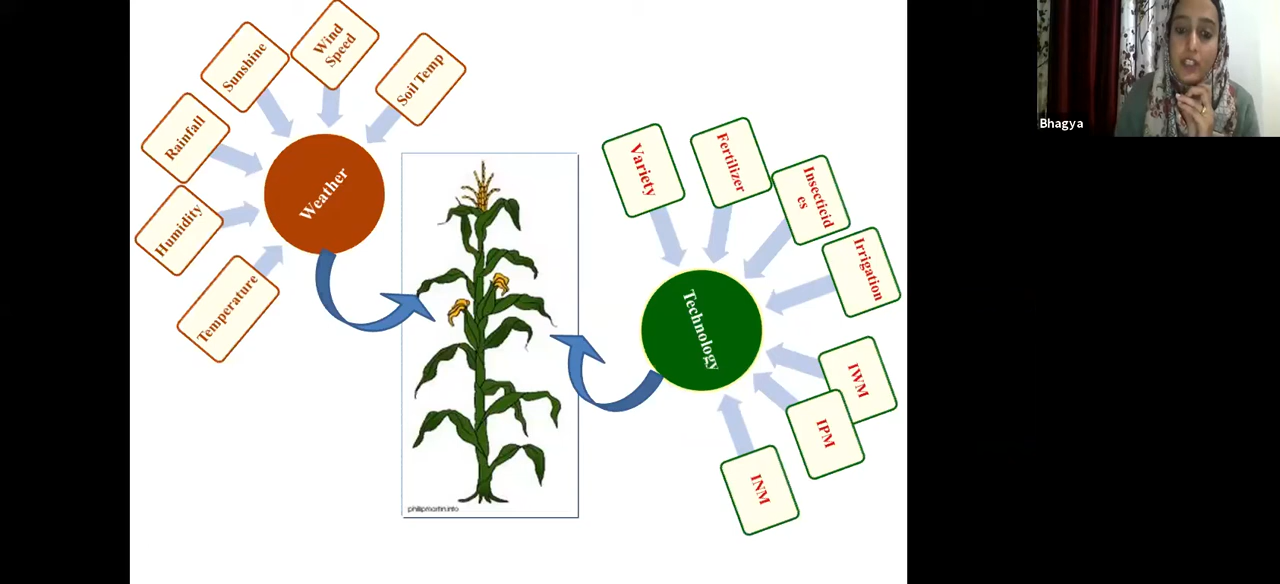 Wind
Speed
Sunshine
Soil Temp
Rainfall
Humidity
Temperature
Weather
Variety
Fertilizer
Insecticid
es
Irrigation
Technology
IWM
IPM
INM
phillipmartin.info
Bhagya